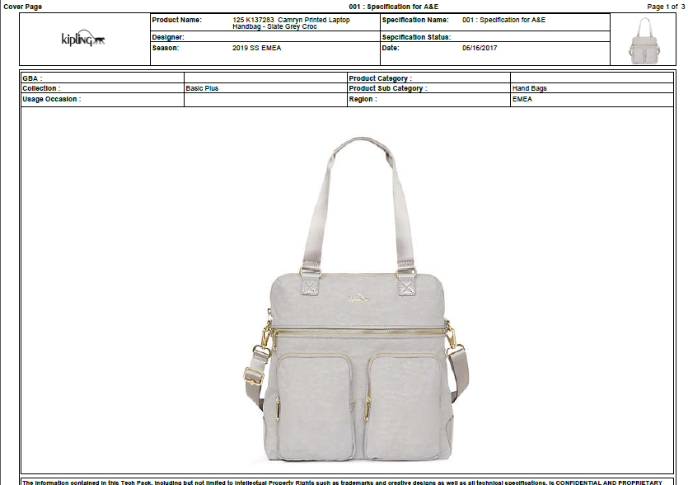 Cover Page
001 : Specification for A&E
Page 1 of 3
kipling
Product Name: 125 K137283 Camryn Printed Laptop Handbag - Slate Grey Croc
Specification Name: 001 : Specification for A&E
Designer:
Sepcification Status:
Season: 2019 SS EMEA
Date: 06/16/2017
GBA :
Product Category :
Collection : Basic Plus
Product Sub Category : Hand Bags
Usage Occasion :
Region : EMEA
The information contained in this Tech Pack, including but not limited to Intellectual Property Rights such as trademarks and creative designs as well as all technical specifications, is CONFIDENTIAL AND PROPRIETARY